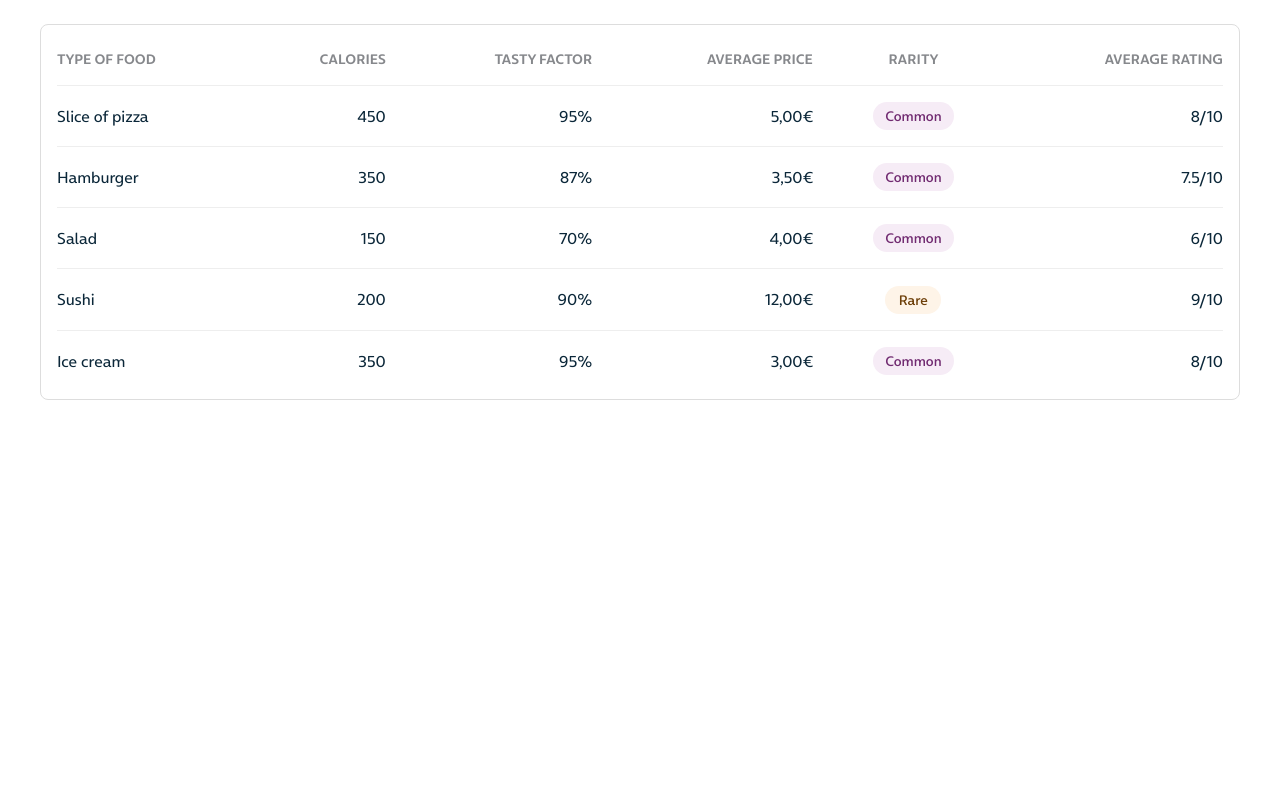 TYPE OF FOOD CALORIES TASTY FACTOR AVERAGE PRICE RARITY AVERAGE RATING
Slice of pizza 450 95% 5,00€ Common 8/10
Hamburger 350 87% 3,50€ Common 7.5/10
Salad 150 70% 4,00€ Common 6/10
Sushi 200 90% 12,00€ Rare 9/10
Ice cream 350 95% 3,00€ Common 8/10